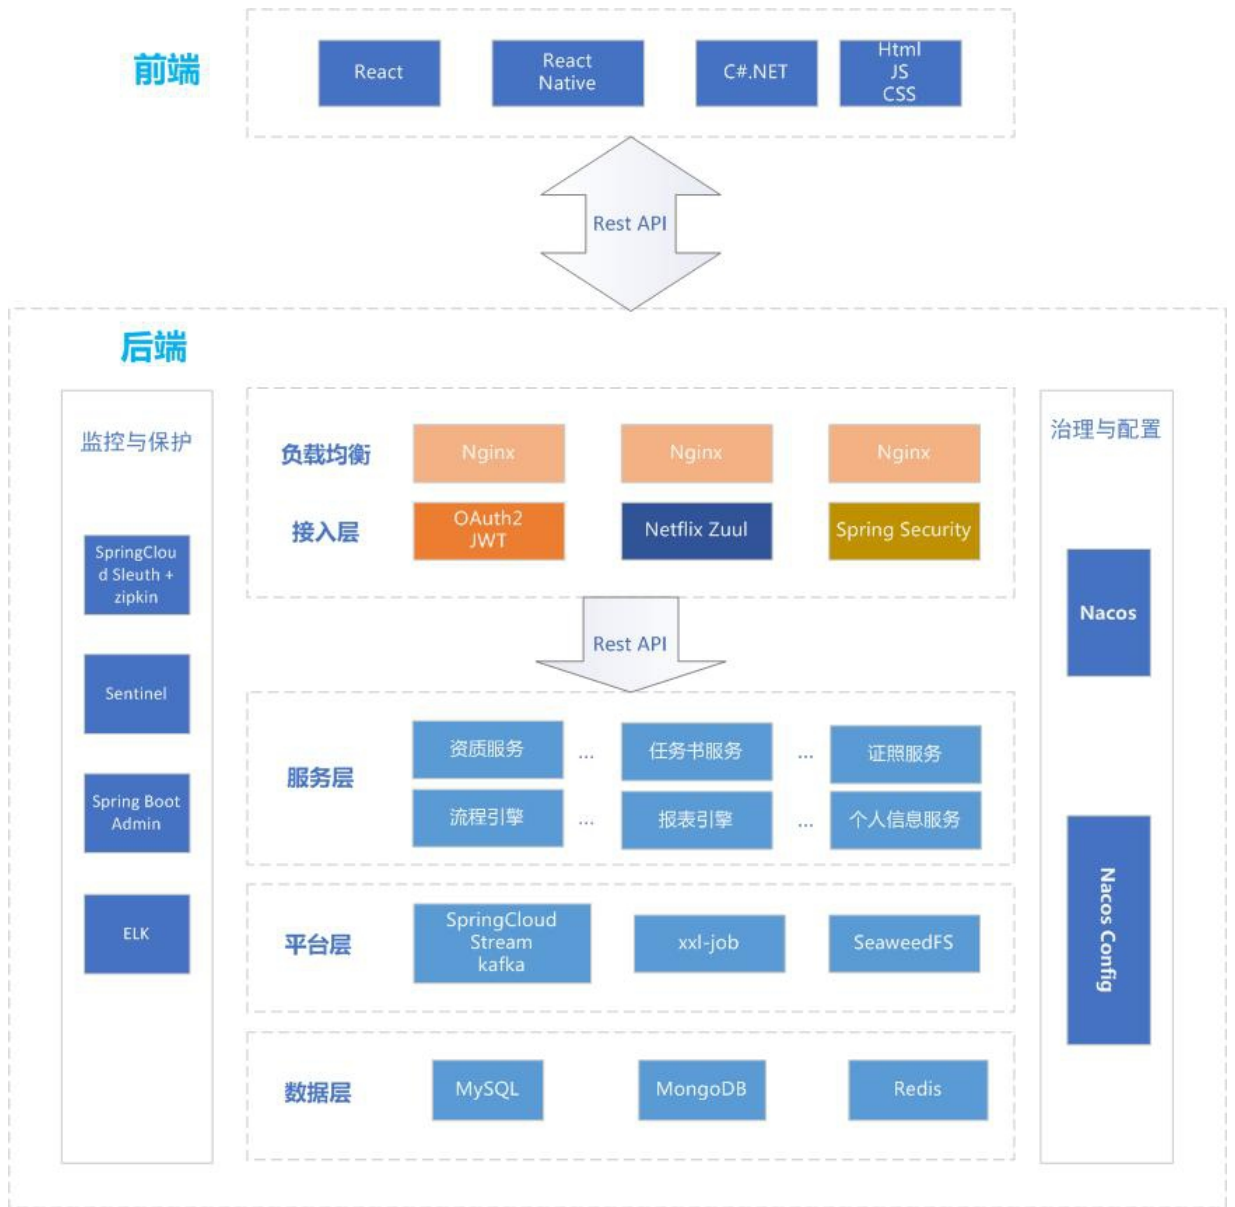 前端
React
React
Native
C#.NET
Html
JS
CSS
Rest API
后端
监控与保护
SpringClou
d Sleuth +
zipkin
Sentinel
Spring Boot
Admin
ELK
负载均衡
Nginx
Nginx
Nginx
接入层
OAuth2
JWT
Netflix Zuul
Spring Security
Rest API
服务层
资质服务
...
任务书服务
...
证照服务
流程引擎
...
报表引擎
...
个人信息服务
平台层
SpringCloud
Stream
kafka
xxl-job
SeaweedFS
数据层
MySQL
MongoDB
Redis
治理与配置
Nacos
Nacos Config